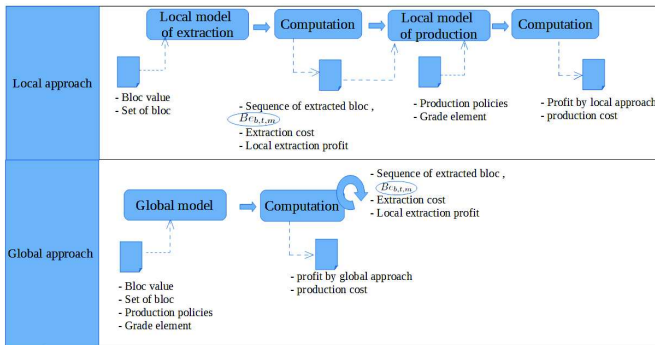 Local approach
Local model
of extraction
Computation
Local model
of production
Computation
- Bloc value
- Set of bloc
- Sequence of extracted bloc ,
Bc_{b,t,m}
- Extraction cost
- Local extraction profit
- Production policies
- Grade element
- Profit by local approach
- production cost
Global approach
Global model
Computation
- Sequence of extracted bloc ,
Bc_{b,t,m}
- Extraction cost
- Local extraction profit
- Bloc value
- Set of bloc
- Production policies
- Grade element
- profit by global approach
- production cost